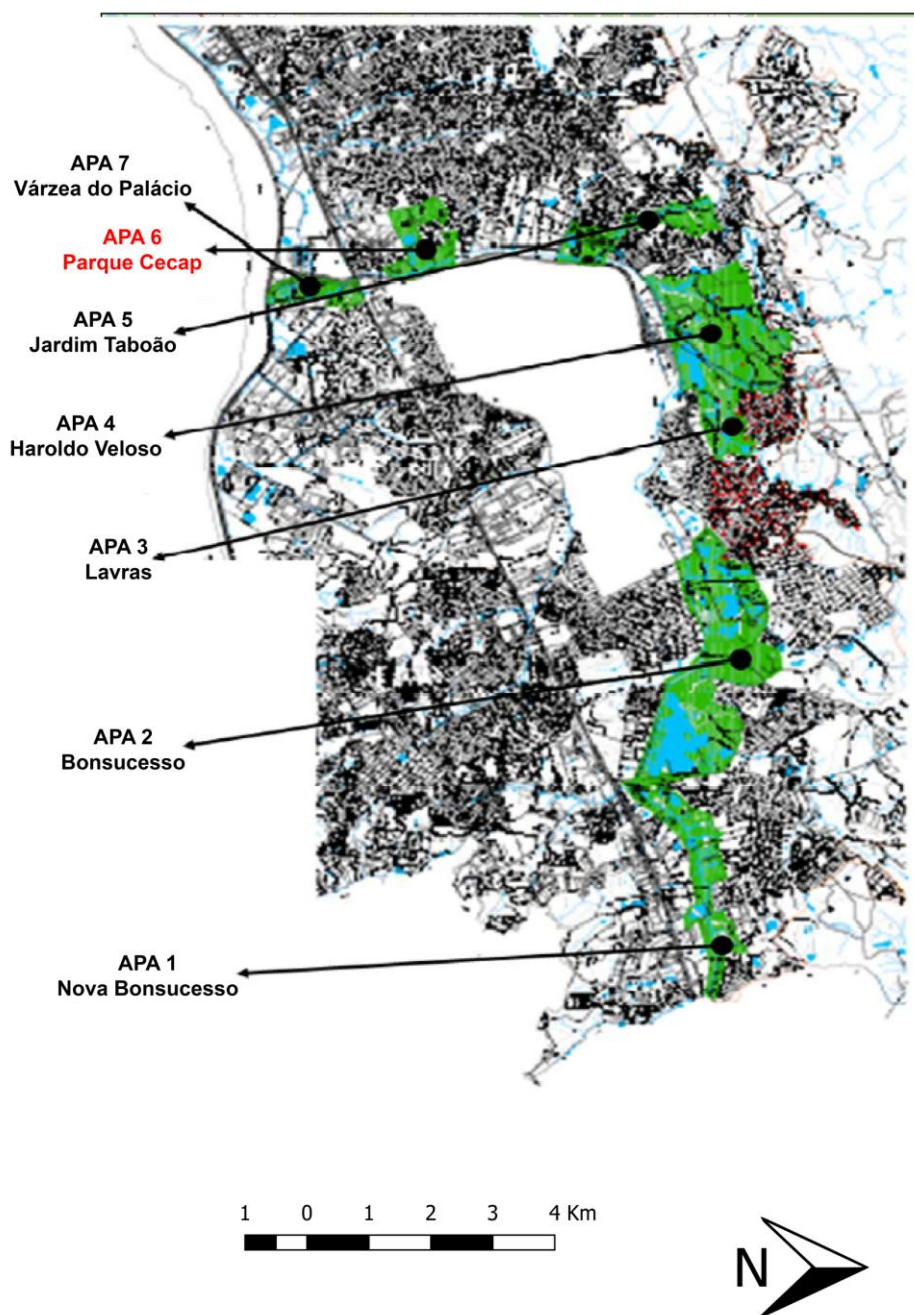 APA 7
Várzea do Palácio
APA 6
Parque Cecap
APA 5
Jardim Taboão
APA 4
Haroldo Veloso
APA 3
Lavras
APA 2
Bonsucesso
APA 1
Nova Bonsucesso
1 0 1 2 3 4 Km
N